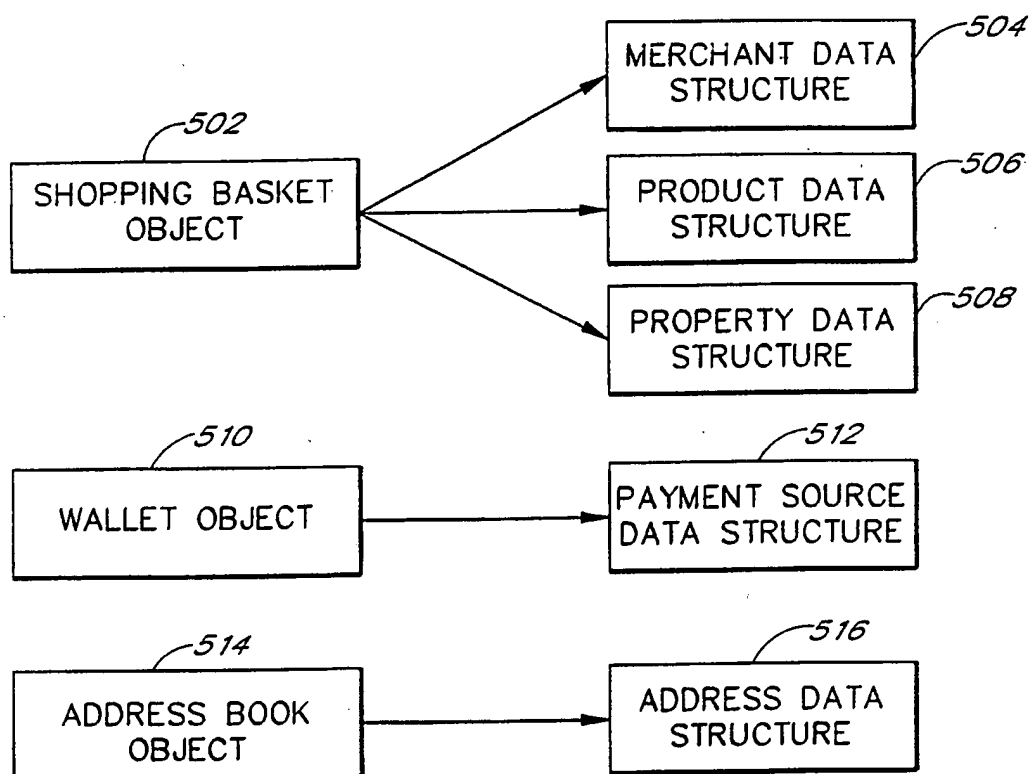 504
MERCHANT DATA
STRUCTURE
502
SHOPPING BASKET
OBJECT
506
PRODUCT DATA
STRUCTURE
508
PROPERTY DATA
STRUCTURE
510
WALLET OBJECT
512
PAYMENT SOURCE
DATA STRUCTURE
514
ADDRESS BOOK
OBJECT
516
ADDRESS DATA
STRUCTURE